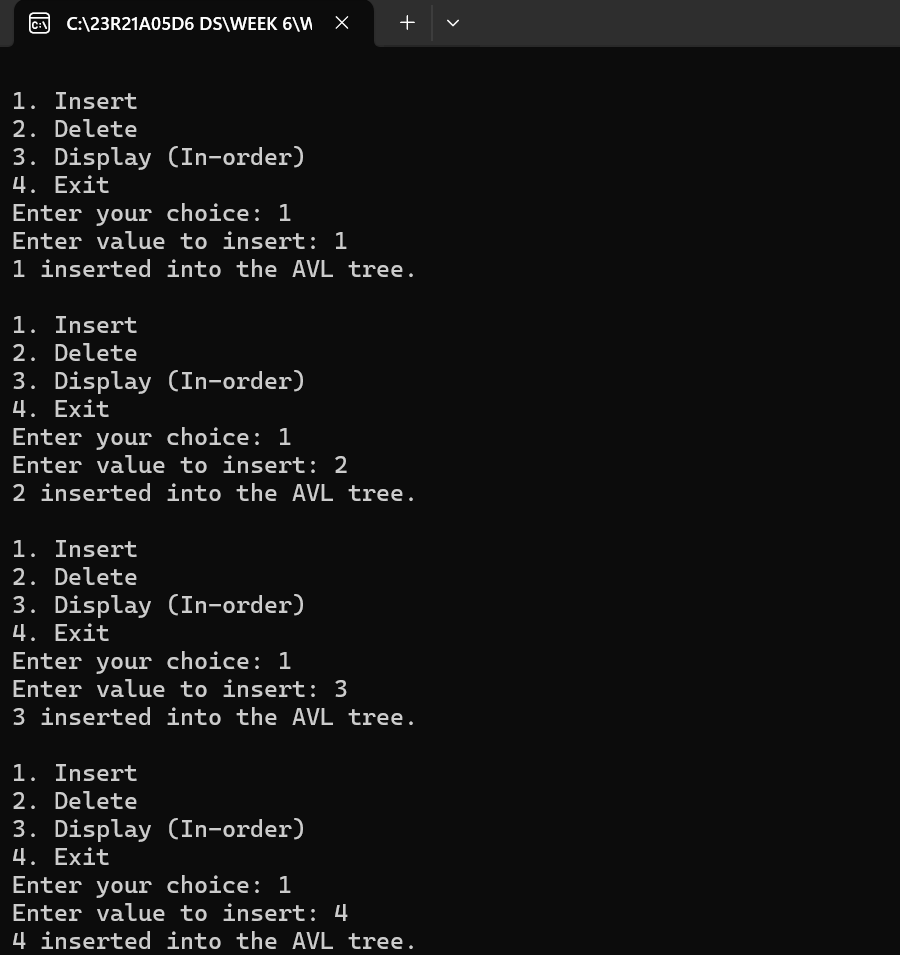 C:\23R21A05D6 DS\WEEK 6\W
1. Insert
2. Delete
3. Display (In-order)
4. Exit
Enter your choice: 1
Enter value to insert: 1
1 inserted into the AVL tree.
1. Insert
2. Delete
3. Display (In-order)
4. Exit
Enter your choice: 1
Enter value to insert: 2
2 inserted into the AVL tree.
1. Insert
2. Delete
3. Display (In-order)
4. Exit
Enter your choice: 1
Enter value to insert: 3
3 inserted into the AVL tree.
1. Insert
2. Delete
3. Display (In-order)
4. Exit
Enter your choice: 1
Enter value to insert: 4
4 inserted into the AVL tree.